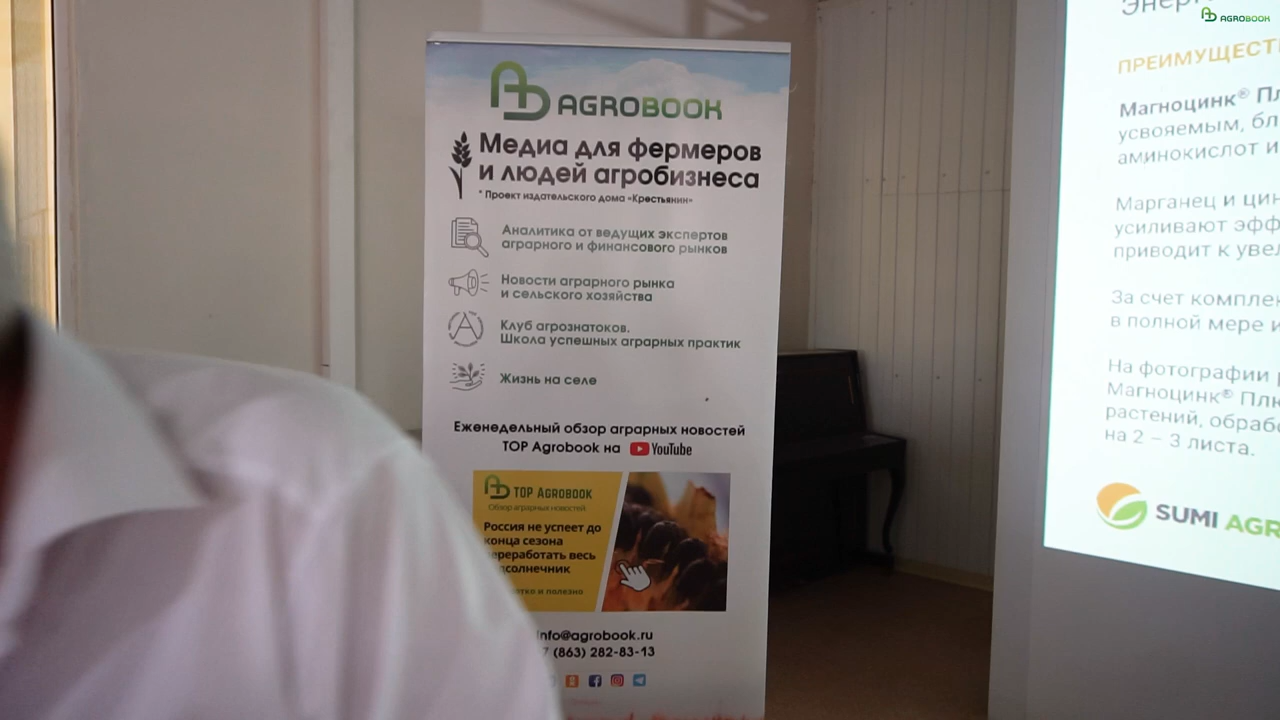 AGROBOOK
Медиа для фермеров
и людей агробизнеса
* Проект издательского дома «Крестьянин»
Аналитика от ведущих экспертов
аграрного и финансового рынков
Новости аграрного рынка
и сельского хозяйства
Клуб агрознатоков.
Школа успешных аграрных практик
Жизнь на селе
Еженедельный обзор аграрных новостей
TOP Agrobook на YouTube
TOP AGROBOOK
Обзор аграрных новостей
Россия не успеет до
конца сезона
переработать весь
подсолнечник
и полезно
info@agrobook.ru
7 (863) 282-83-13
AGROBOOK
ПРЕИМУЩЕСТ
Магноцинк® Пл
усвояемым, бл
аминокислот и
Марганец и цин
усиливают эфф
приводит к увел
За счет комплек
в полной мере и
На фотографии
Магноцинк® Плю
растений, обрабо
на 2 – 3 листа.
SUMI AGR